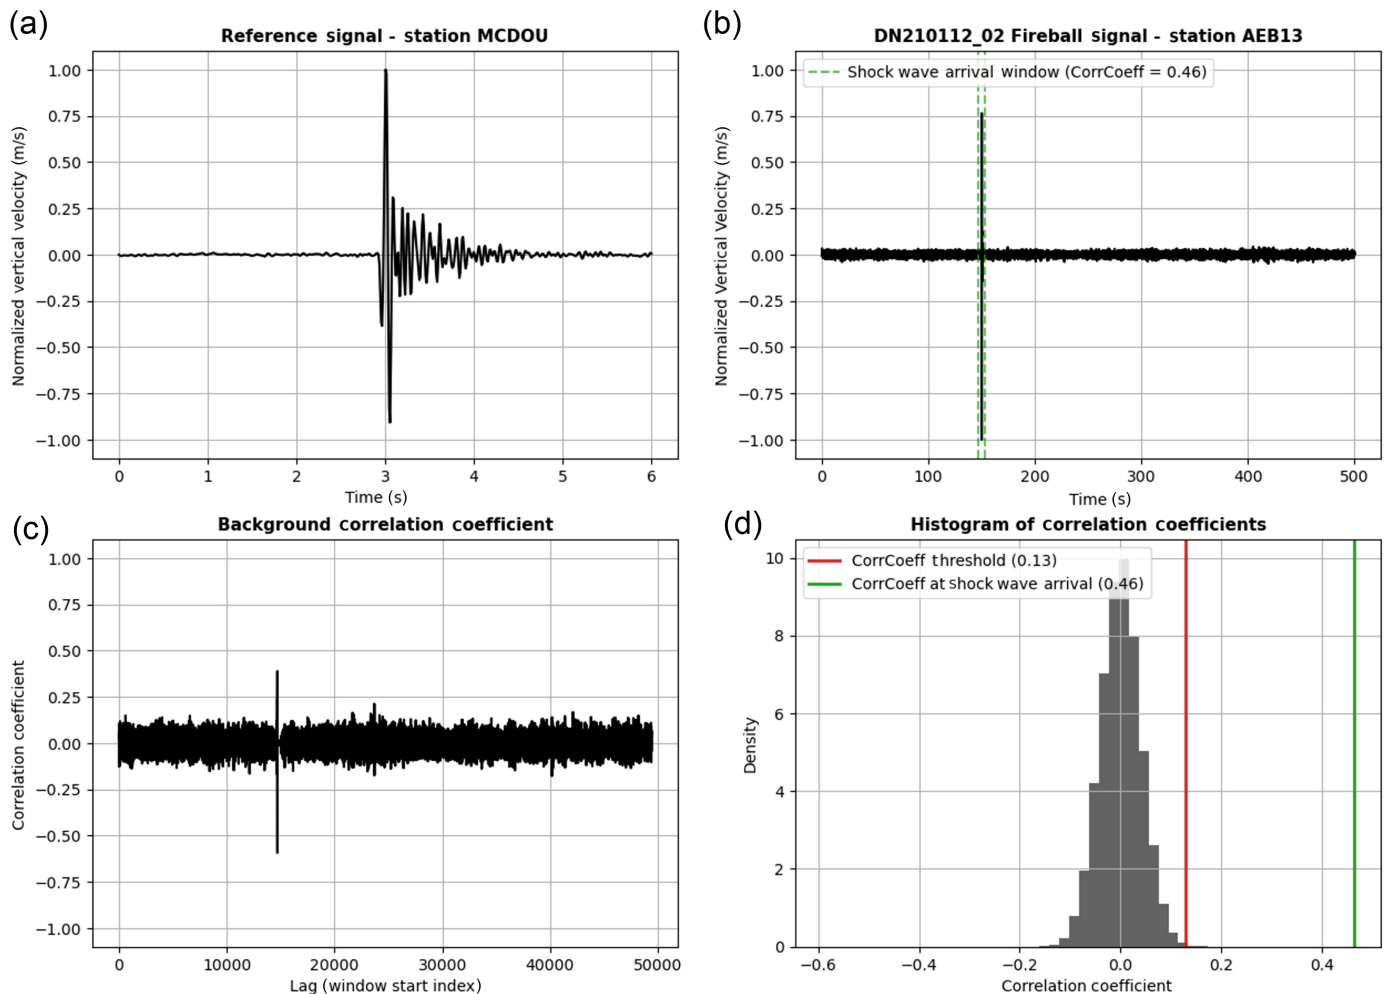 (a)
Reference signal - station MCDOU
1.00
0.75
0.50
0.25
0.00
−0.25
−0.50
−0.75
−1.00
Normalized vertical velocity (m/s)
0 1 2 3 4 5 6
Time (s)
(b)
DN210112_02 Fireball signal - station AEB13
Shock wave arrival window (CorrCoeff = 0.46)
1.00
0.75
0.50
0.25
0.00
−0.25
−0.50
−0.75
−1.00
Normalized Vertical Velocity (m/s)
0 100 200 300 400 500
Time (s)
(c)
Background correlation coefficient
1.00
0.75
0.50
0.25
0.00
−0.25
−0.50
−0.75
−1.00
Correlation coefficient
0 10000 20000 30000 40000 50000
Lag (window start index)
(d)
Histogram of correlation coefficients
CorrCoeff threshold (0.13)
CorrCoeff at shock wave arrival (0.46)
10
8
6
4
2
0
Density
−0.6 −0.4 −0.2 0.0 0.2 0.4
Correlation coefficient